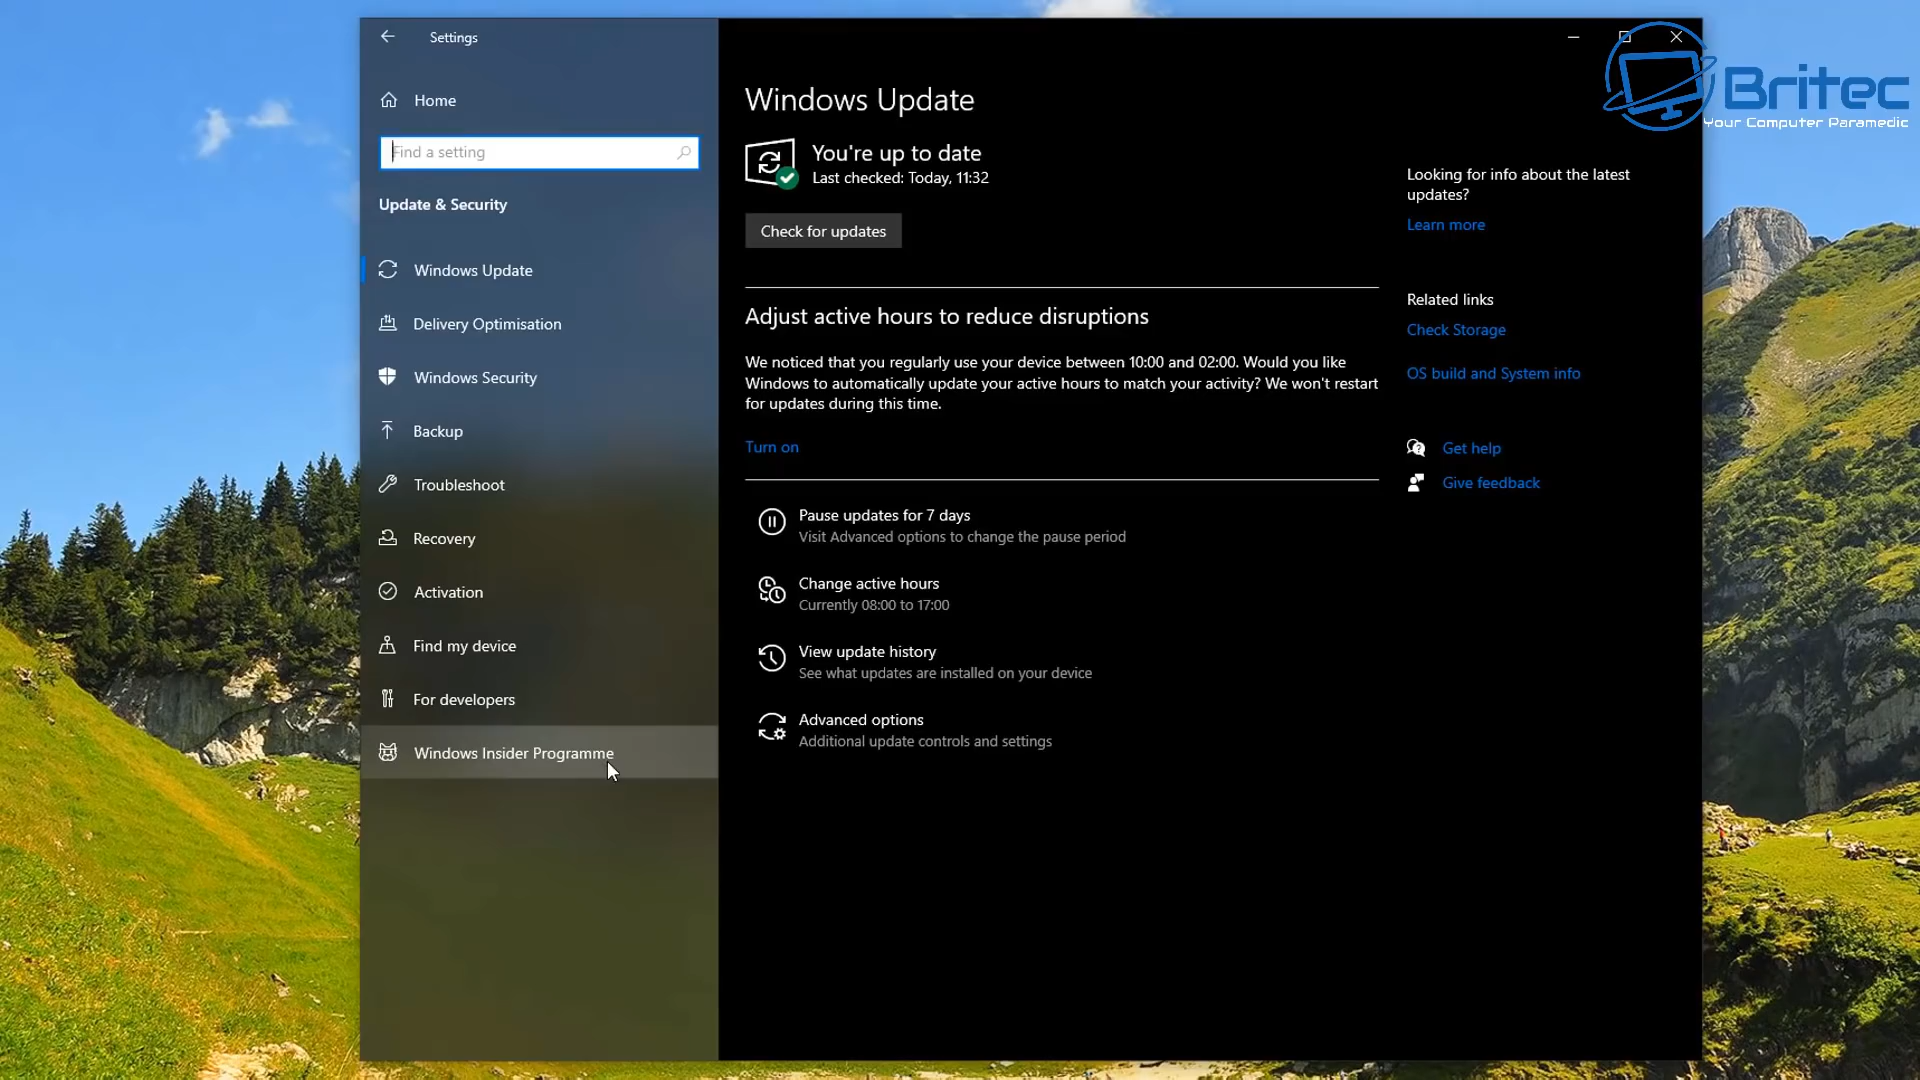 Settings
Home
Find a setting
Update & Security
Windows Update
Delivery Optimisation
Windows Security
Backup
Troubleshoot
Recovery
Activation
Find my device
For developers
Windows Insider Programme
Windows Update
You're up to date
Last checked: Today, 11:32
Check for updates
Adjust active hours to reduce disruptions
We noticed that you regularly use your device between 10:00 and 02:00. Would you like
Windows to automatically update your active hours to match your activity? We won't restart
for updates during this time.
Turn on
Pause updates for 7 days
Visit Advanced options to change the pause period
Change active hours
Currently 08:00 to 17:00
View update history
See what updates are installed on your device
Advanced options
Additional update controls and settings
Looking for info about the latest
updates?
Learn more
Related links
Check Storage
OS build and System info
Get help
Give feedback
Britec
Your Computer Paramedic